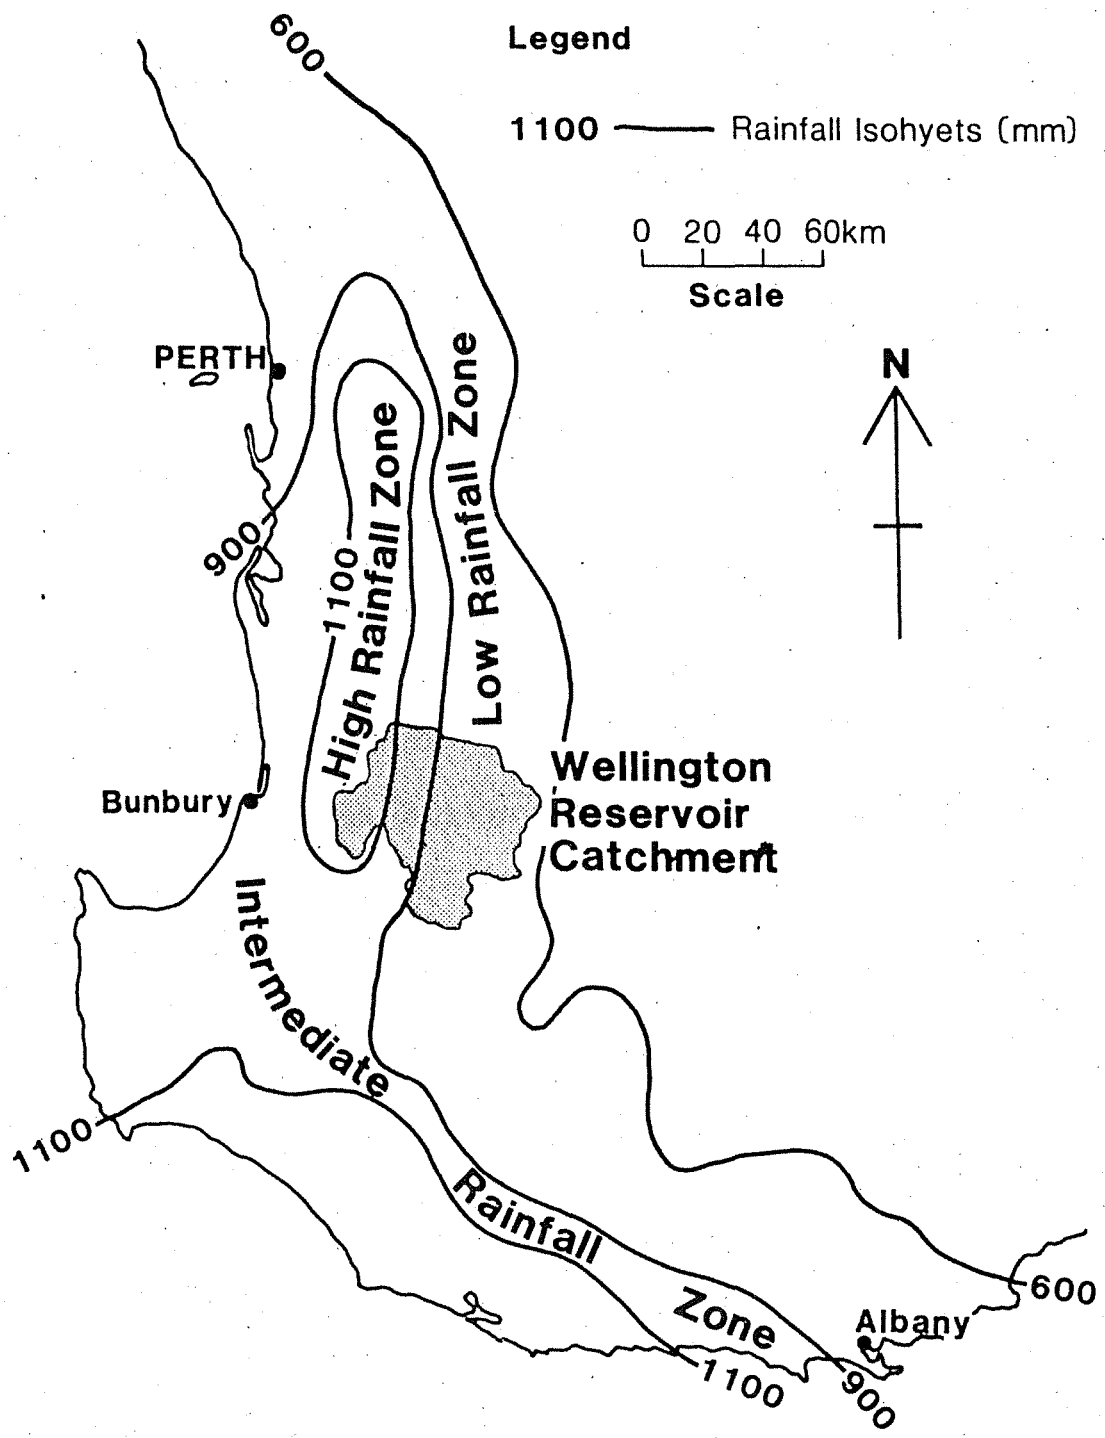 600
Legend
1100 Rainfall Isohyets (mm)
0 20 40 60km
Scale
N
PERTH
900
1100
High Rainfall Zone
Low Rainfall Zone
Wellington
Reservoir
Catchment
Bunbury
Intermediate
Rainfall
Zone
1100
600
Albany
1100
900